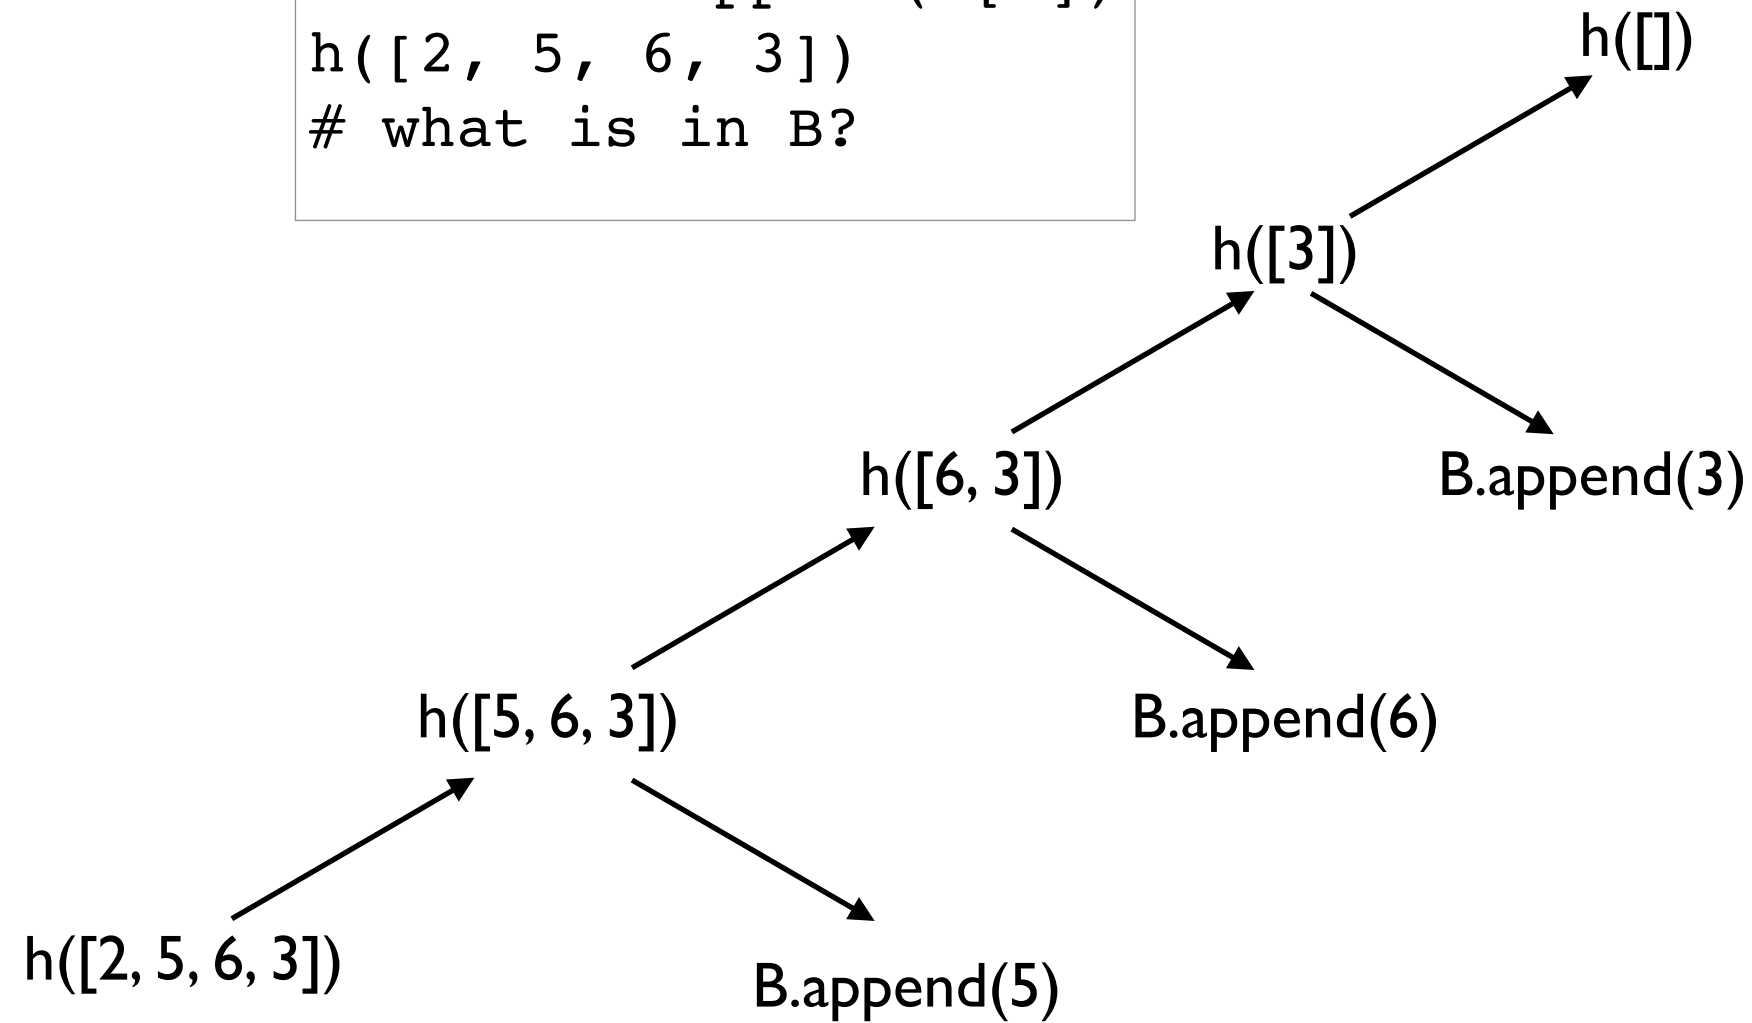 h([2, 5, 6, 3])
# what is in B?
h([])
h([3])
h([6, 3])
B.append(3)
h([5, 6, 3])
B.append(6)
h([2, 5, 6, 3])
B.append(5)